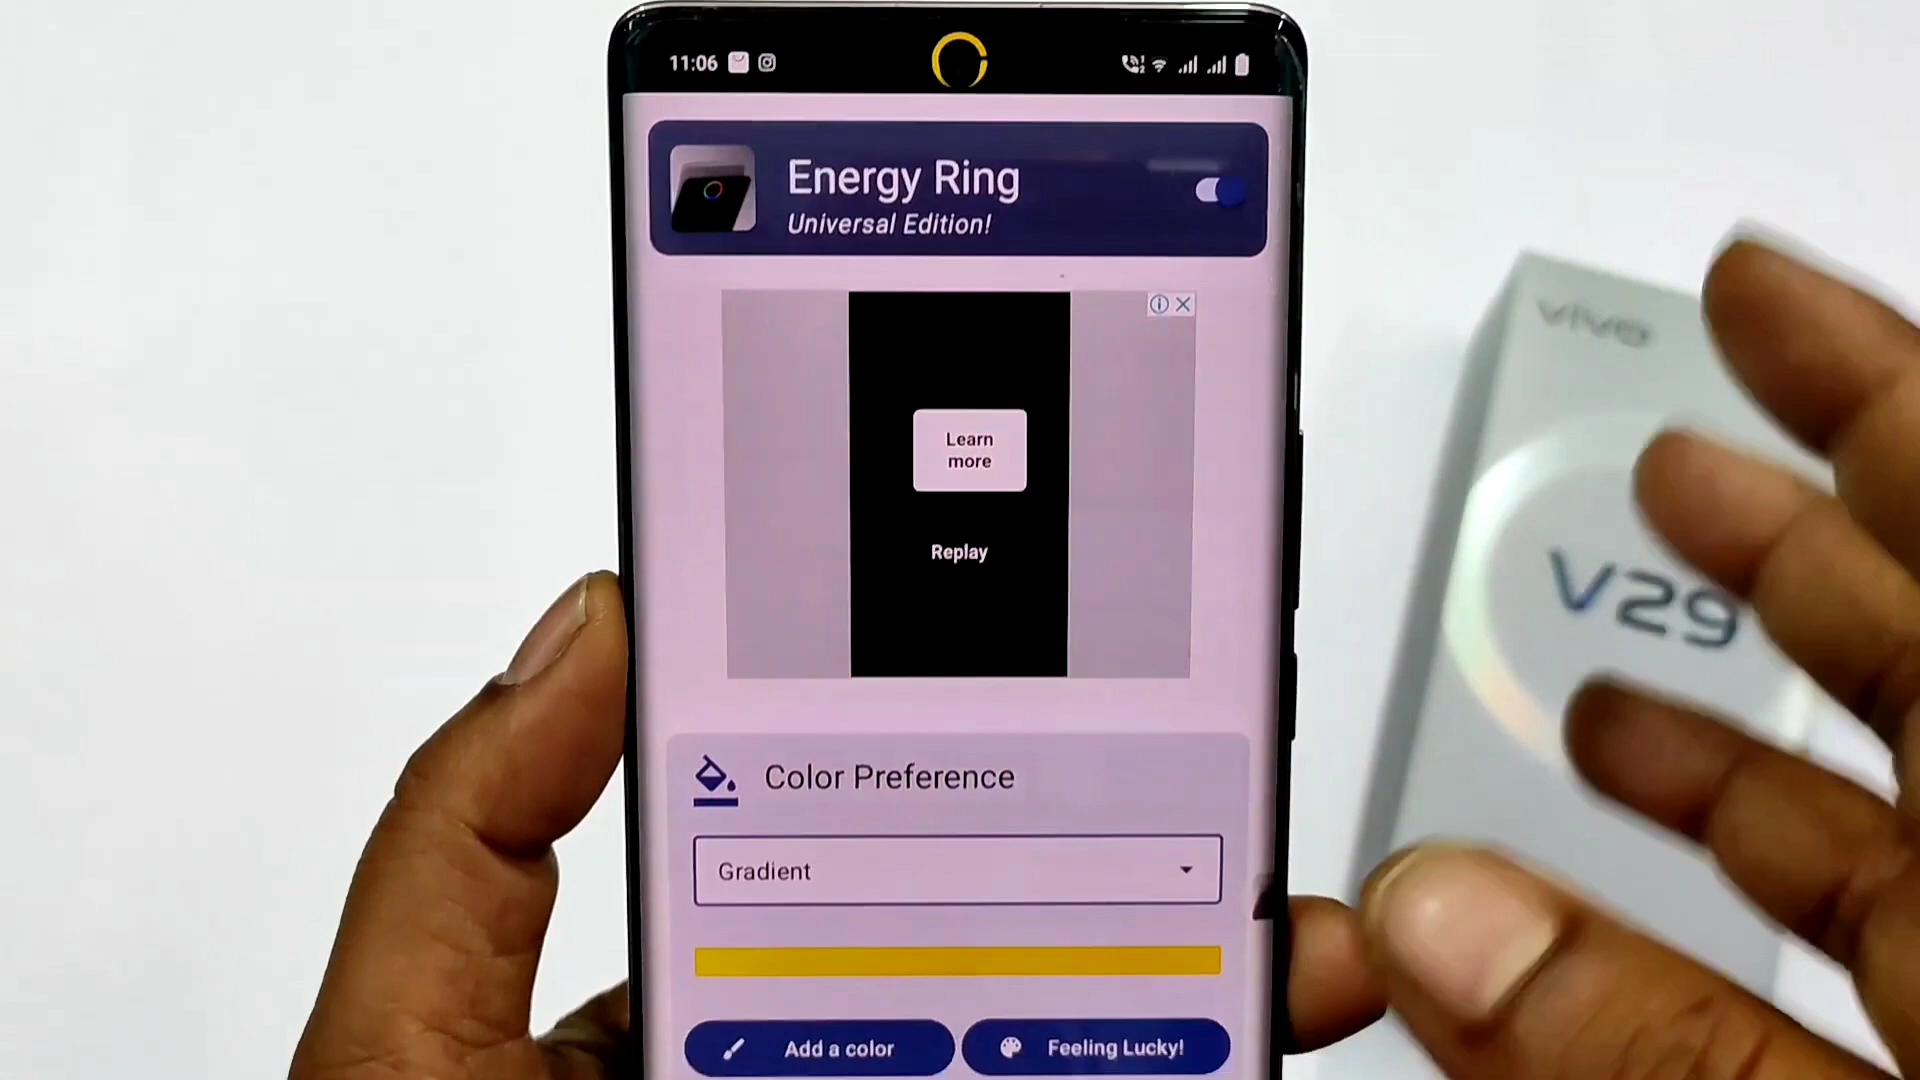 11:06
Energy Ring
Universal Edition!
Learn
more
Replay
Color Preference
Gradient
Add a color
Feeling Lucky!
vivo
V29